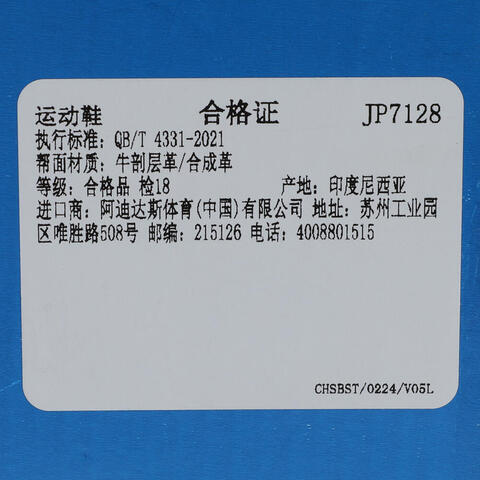 运动鞋 合格证 JP7128
执行标准: QB/T 4331-2021
帮面材质: 牛剖层革/合成革
等级: 合格品 检18 产地: 印度尼西亚
进口商: 阿迪达斯体育(中国)有限公司 地址: 苏州工业园
区唯胜路508号 邮编: 215126 电话: 4008801515
CHSBST/0224/V05L